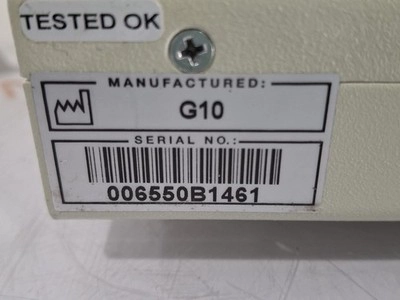 TESTED OK
MANUFACTURED:
G10
SERIAL NO.:
006550B1461